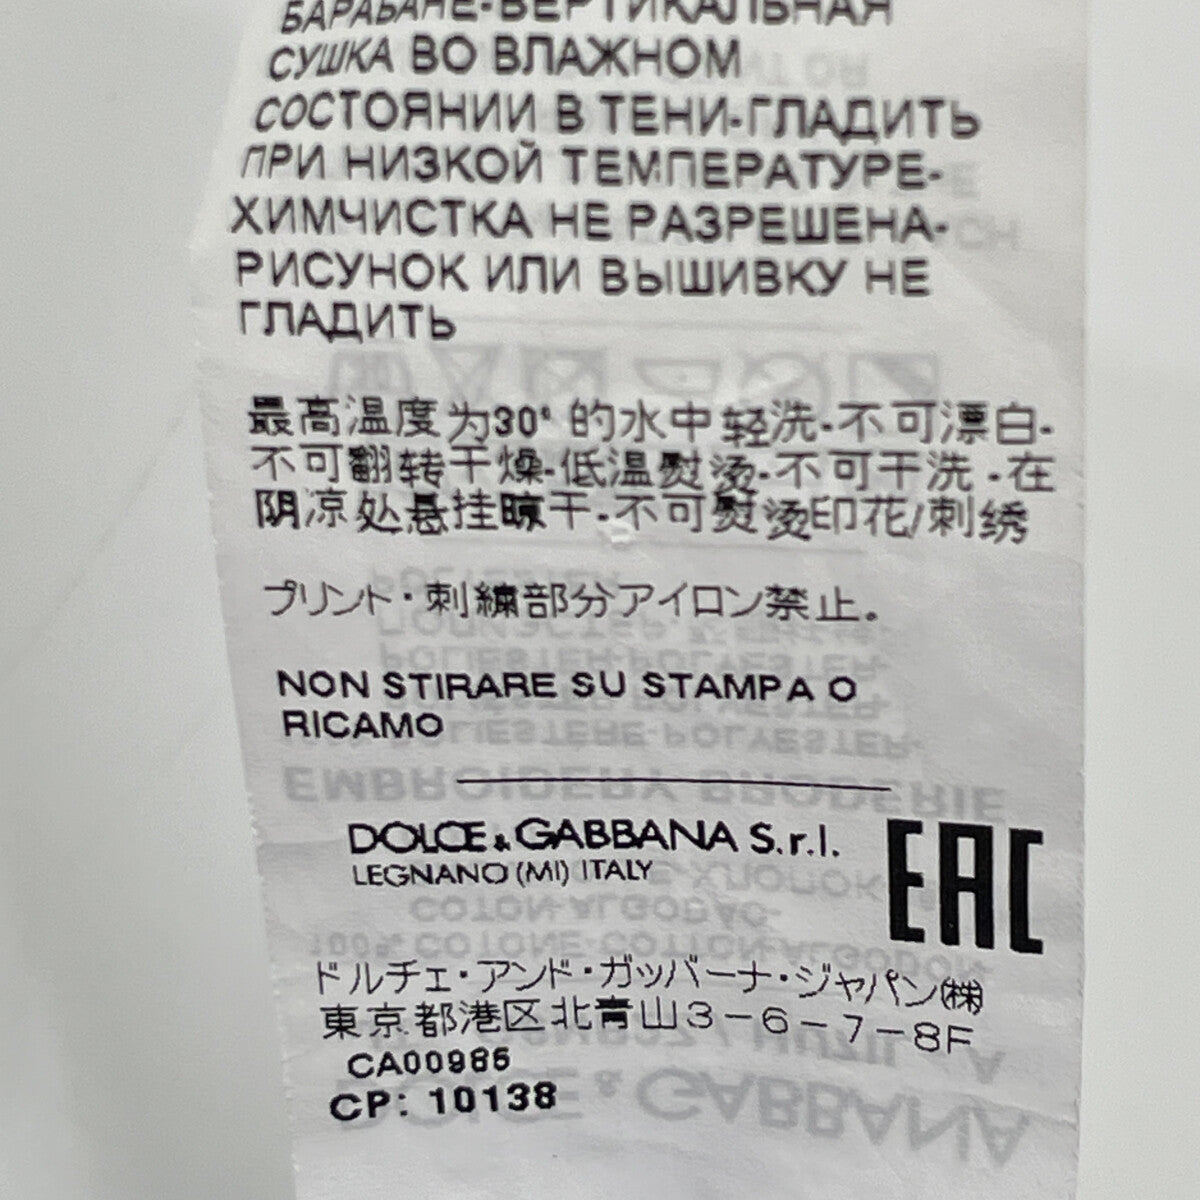 БАРАБАНЕ-ВЕРТИКАЛЬНАЯ
СУШКА ВО ВЛАЖНОМ
СОСТОЯНИИ В ТЕНИ-ГЛАДИТЬ
ПРИ НИЗКОЙ ТЕМПЕРАТУРЕ-
ХИМЧИСТКА НЕ РАЗРЕШЕНА-
РИСУНОК ИЛИ ВЫШИВКУ НЕ
ГЛАДИТЬ
最高温度为30°的水中轻洗-不可漂白-
不可翻转干燥-低温熨烫-不可干洗-在
阴凉处悬挂晾干-不可熨烫印花/刺绣
プリント・刺繍部分アイロン禁止。
NON STIRARE SU STAMPA O
RICAMO
DOLCE & GABBANA S.r.l.
LEGNANO (MI) ITALY
EAC
ドルチェ・アンド・ガッバーナ・ジャパン(株)
東京都港区北青山3-6-7-8F
CA00985
CP: 10138